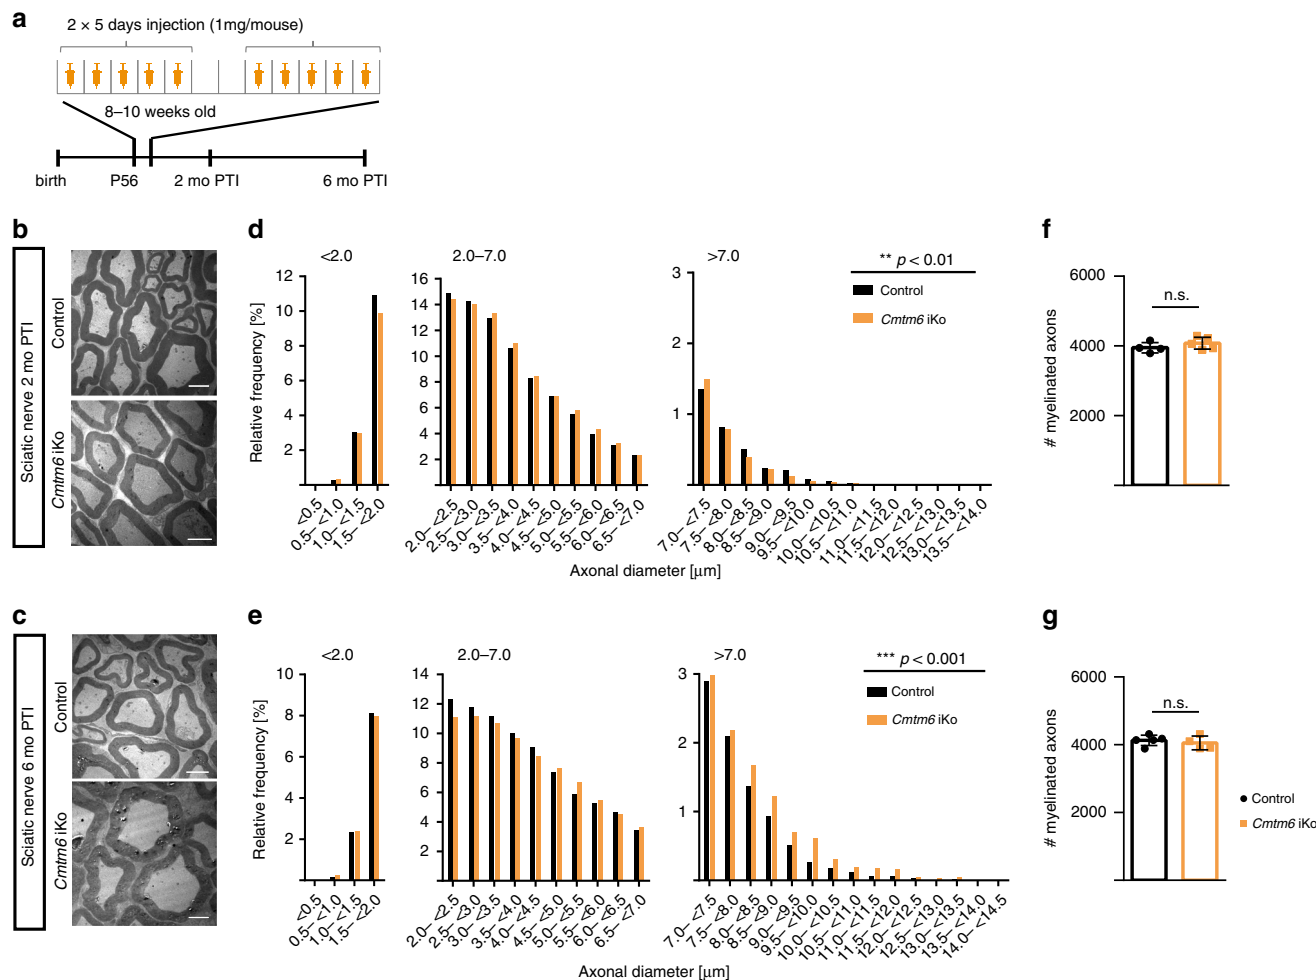 a
2 × 5 days injection (1mg/mouse)
8–10 weeks old
birth P56 2 mo PTI 6 mo PTI
b
Sciatic nerve 2 mo PTI
Control
Cmtm6 iKo
d
<2.0 2.0–7.0 >7.0
** p < 0.01
Control
Cmtm6 iKo
Relative frequency [%]
12
10
8
6
4
2
16
14
12
10
8
6
4
2
3
2
1
<0.5
0.5– <1.0
1.0– <1.5
1.5– <2.0
2.0– <2.5
2.5– <3.0
3.0– <3.5
3.5– <4.0
4.0– <4.5
4.5– <5.0
5.0– <5.5
5.5– <6.0
6.0– <6.5
6.5– <7.0
7.0– <7.5
7.5– <8.0
8.0– <8.5
8.5– <9.0
9.0– <9.5
9.5– <10.0
10.0– <10.5
10.5– <11.0
11.0– <11.5
11.5– <12.0
12.0– <12.5
12.5– <13.0
13.0– <13.5
13.5– <14.0
Axonal diameter [μm]
f
# myelinated axons
6000
4000
2000
n.s.
c
Sciatic nerve 6 mo PTI
Control
Cmtm6 iKo
e
<2.0 2.0–7.0 >7.0
*** p < 0.001
Control
Cmtm6 iKo
Relative frequency [%]
10
8
6
4
2
14
12
10
8
6
4
2
3
2
1
<0.5
0.5– <1.0
1.0– <1.5
1.5– <2.0
2.0– <2.5
2.5– <3.0
3.0– <3.5
3.5– <4.0
4.0– <4.5
4.5– <5.0
5.0– <5.5
5.5– <6.0
6.0– <6.5
6.5– <7.0
7.0– <7.5
7.5– <8.0
8.0– <8.5
8.5– <9.0
9.0– <9.5
9.5– <10.0
10.0– <10.5
10.5– <11.0
11.0– <11.5
11.5– <12.0
12.0– <12.5
12.5– <13.0
13.0– <13.5
13.5– <14.0
14.0– <14.5
Axonal diameter [μm]
g
# myelinated axons
6000
4000
2000
n.s.
Control
Cmtm6 iKo